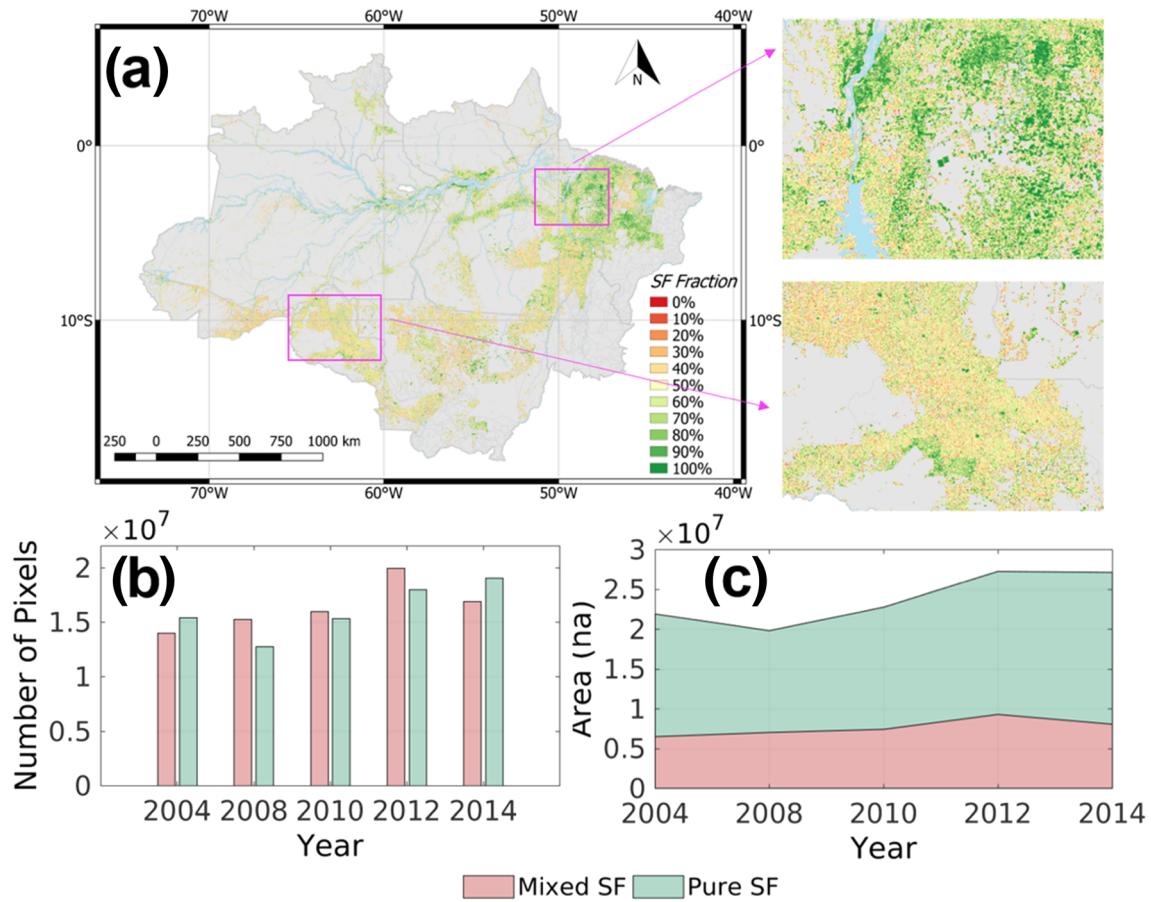 70°W 60°W 50°W 40°W
(a)
N
0° 0°
SF Fraction
0%
10%
10°S 10°S
20%
30%
40%
50%
60%
70%
80%
90%
100%
250 0 250 500 750 1000 km
70°W 60°W 50°W 40°W
×10⁷
(b)
Number of Pixels
2
1.5
1
0.5
0
2004 2008 2010 2012 2014
Year
×10⁷
(c)
Area (ha)
3
2.5
2
1.5
1
0.5
0
2004 2008 2010 2012 2014
Year
Mixed SF Pure SF